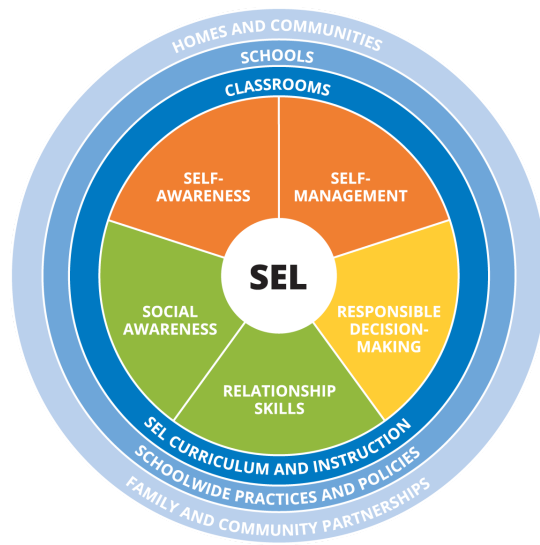 HOMES AND COMMUNITIES
SCHOOLS
CLASSROOMS
SELF-
AWARENESS
SELF-
MANAGEMENT
SEL
SOCIAL
AWARENESS
RESPONSIBLE
DECISION-
MAKING
RELATIONSHIP
SKILLS
SEL CURRICULUM AND INSTRUCTION
SCHOOLWIDE PRACTICES AND POLICIES
FAMILY AND COMMUNITY PARTNERSHIPS